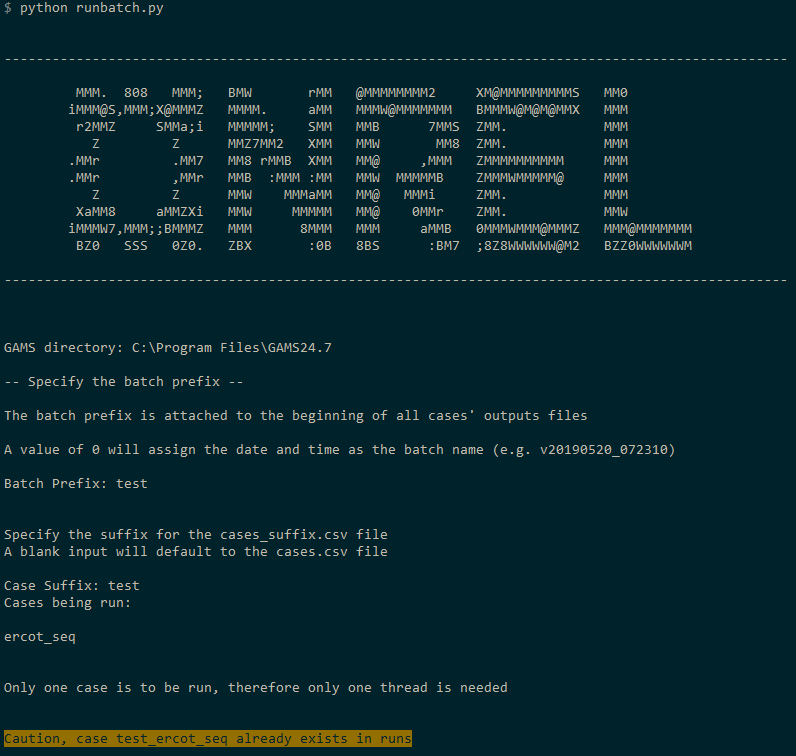 $ python runbatch.py
--------------------------------------------------------------------------------------------------
MMM.  808   MMM;   BMW       rMM   @MMMMMMMM2     XM@MMMMMMMMMS   MM0
iMMM@S,MMM;X@MMMZ   MMMM.     aMM   MMMW@MMMMMMM   BMMMW@M@M@MMX   MMM
r2MMZ     SMMa;i   MMMMM;    SMM   MMB      7MMS  ZMM.            MMM
Z         Z      MMZ7MM2   XMM   MMW       MM8  ZMM.            MMM
.MMr         .MM7   MM8 rMMB  XMM   MM@     ,MMM   ZMMMMMMMMMM     MMM
.MMr         ,MMr   MMB  :MMM :MM   MMW  MMMMMB    ZMMMWMMMMM@     MMM
Z         Z      MMW    MMMaMM   MM@   MMMi     ZMM.            MMM
XaMM8     aMMZXi   MMW     MMMMM   MM@    0MMr     ZMM.            MMW
iMMMW7,MMM;;BMMMZ   MMM      8MMM   MMM     aMMB   0MMMWMMM@MMMZ   MMM@MMMMMMM
BZ0   SSS   0Z0.   ZBX       :0B   8BS      :BM7  ;8Z8WWWWWW@M2   BZZ0WWWWWWM
--------------------------------------------------------------------------------------------------
GAMS directory: C:\Program Files\GAMS24.7
-- Specify the batch prefix --
The batch prefix is attached to the beginning of all cases' outputs files
A value of 0 will assign the date and time as the batch name (e.g. v20190520_072310)
Batch Prefix: test
Specify the suffix for the cases_suffix.csv file
A blank input will default to the cases.csv file
Case Suffix: test
Cases being run:
ercot_seq
Only one case is to be run, therefore only one thread is needed
Caution, case test_ercot_seq already exists in runs